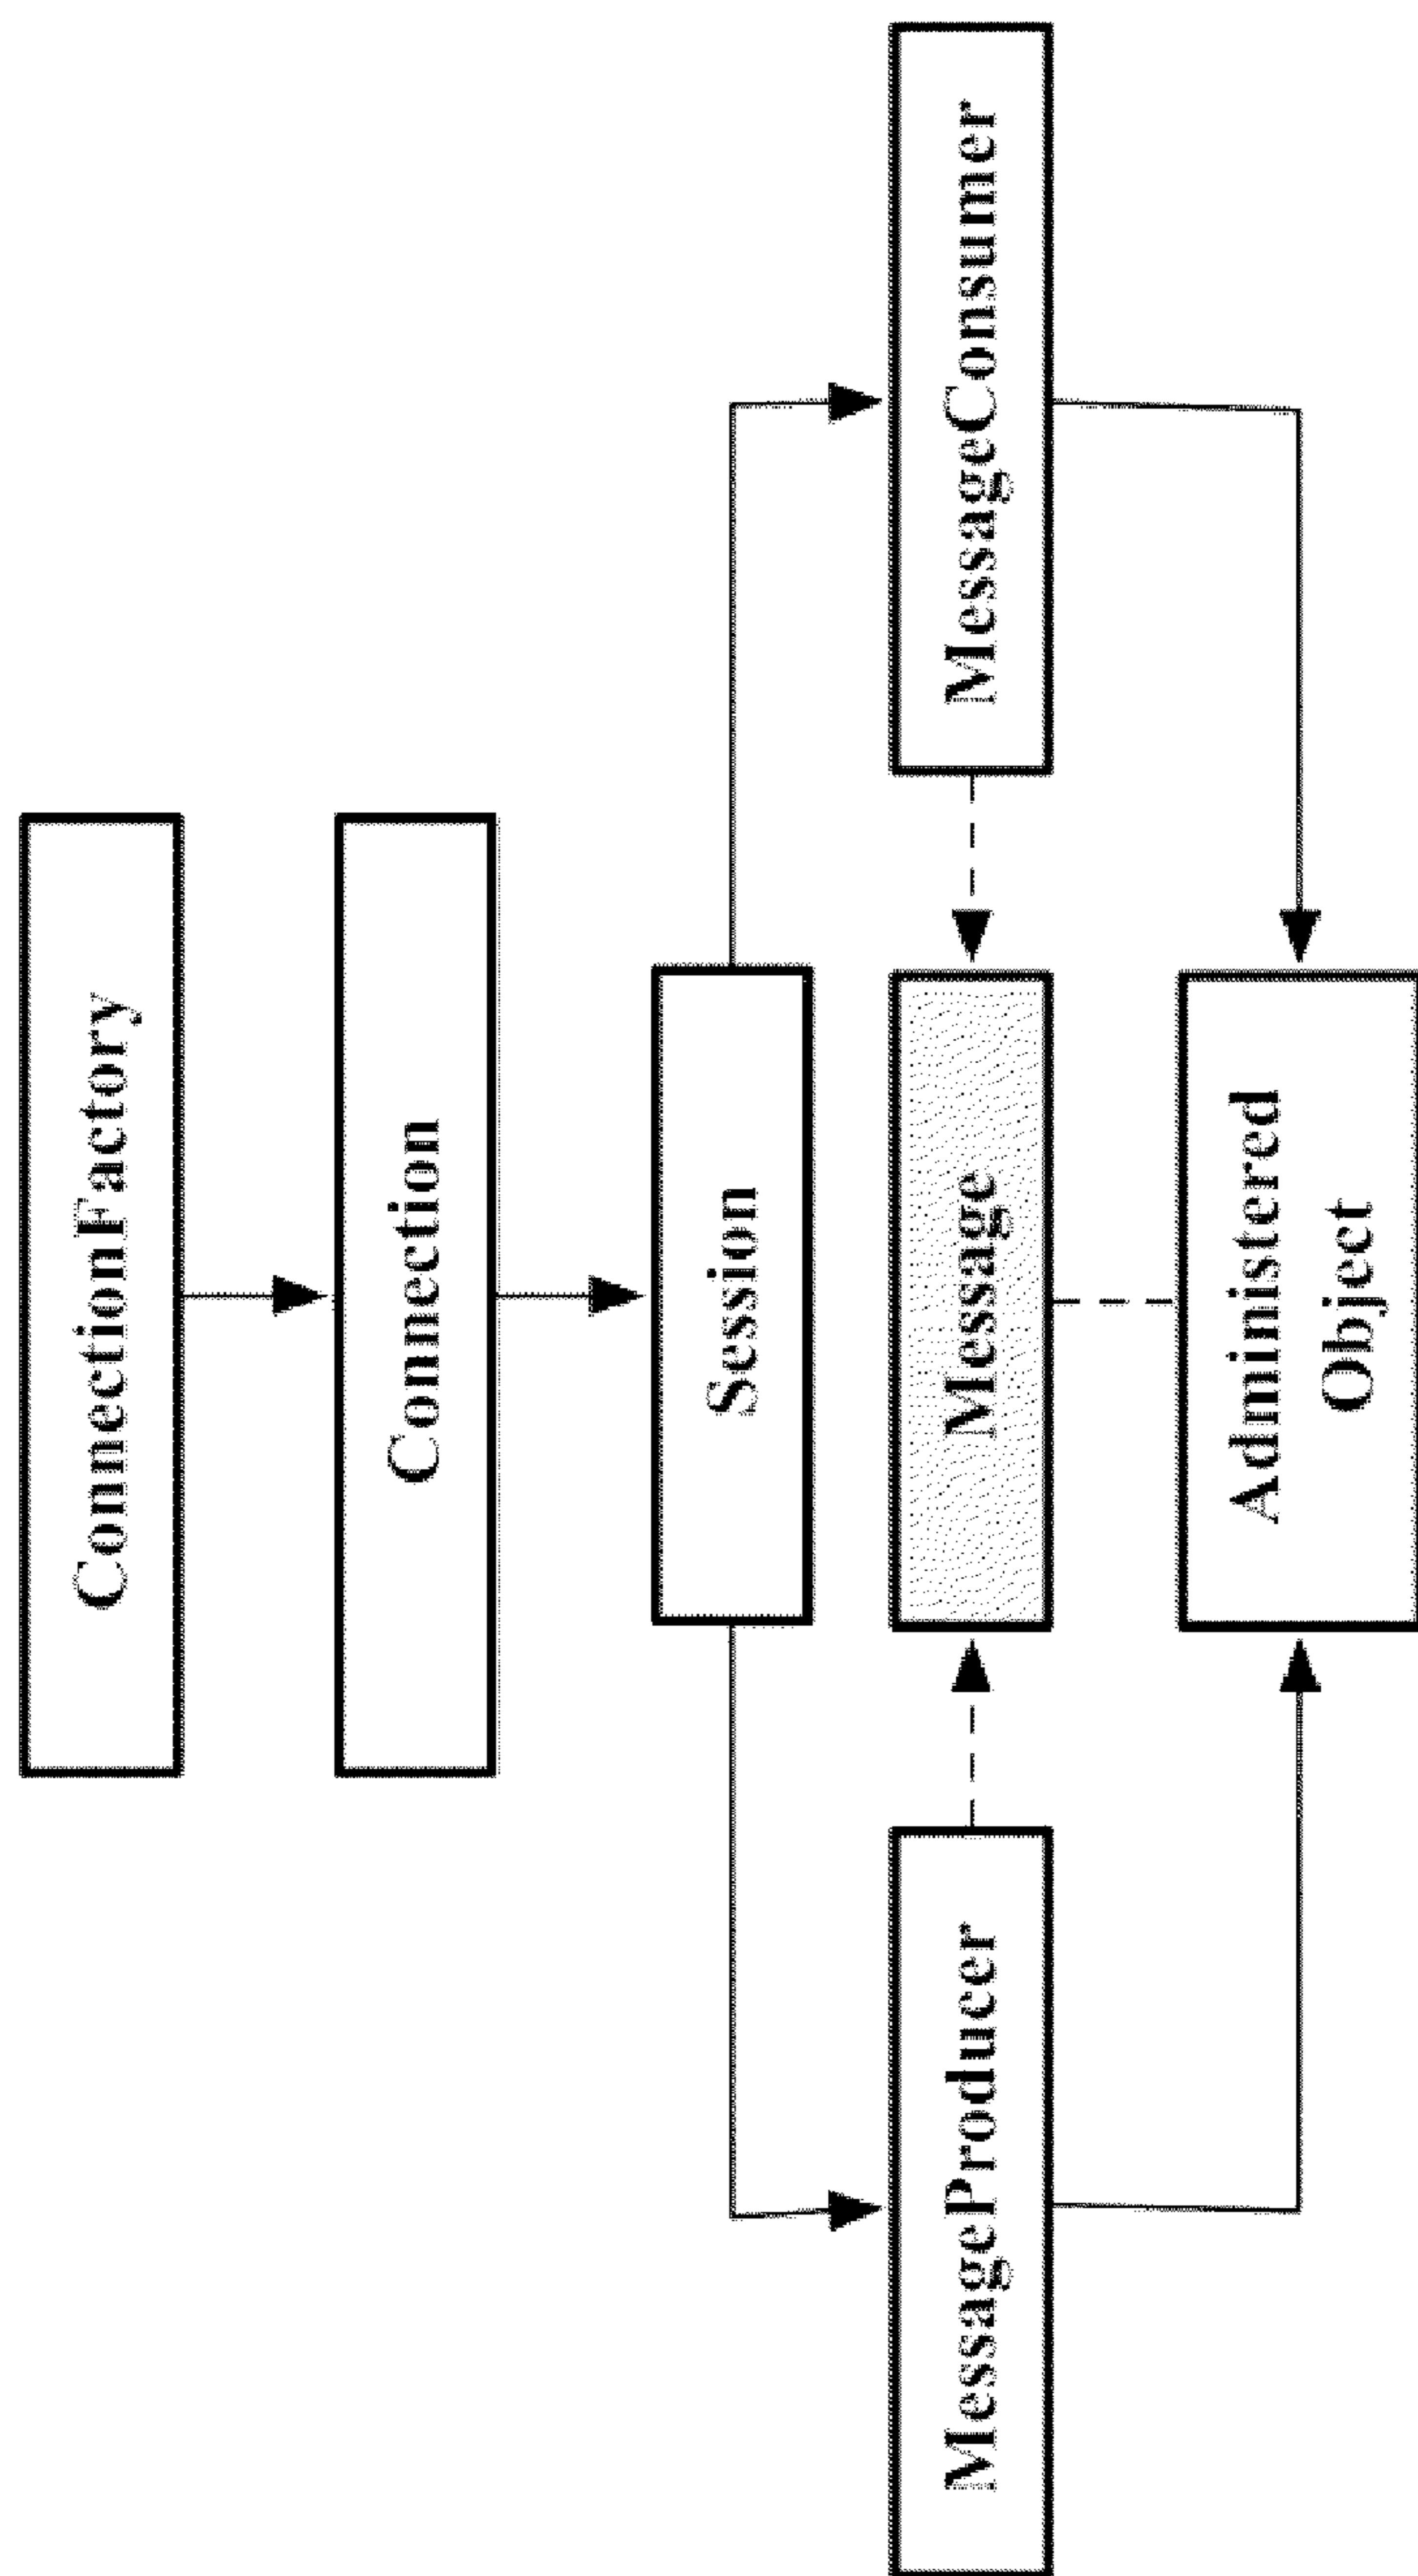 ConnectionFactory
Connection
Session
MessageProducer
Message
MessageConsumer
Administered
Object